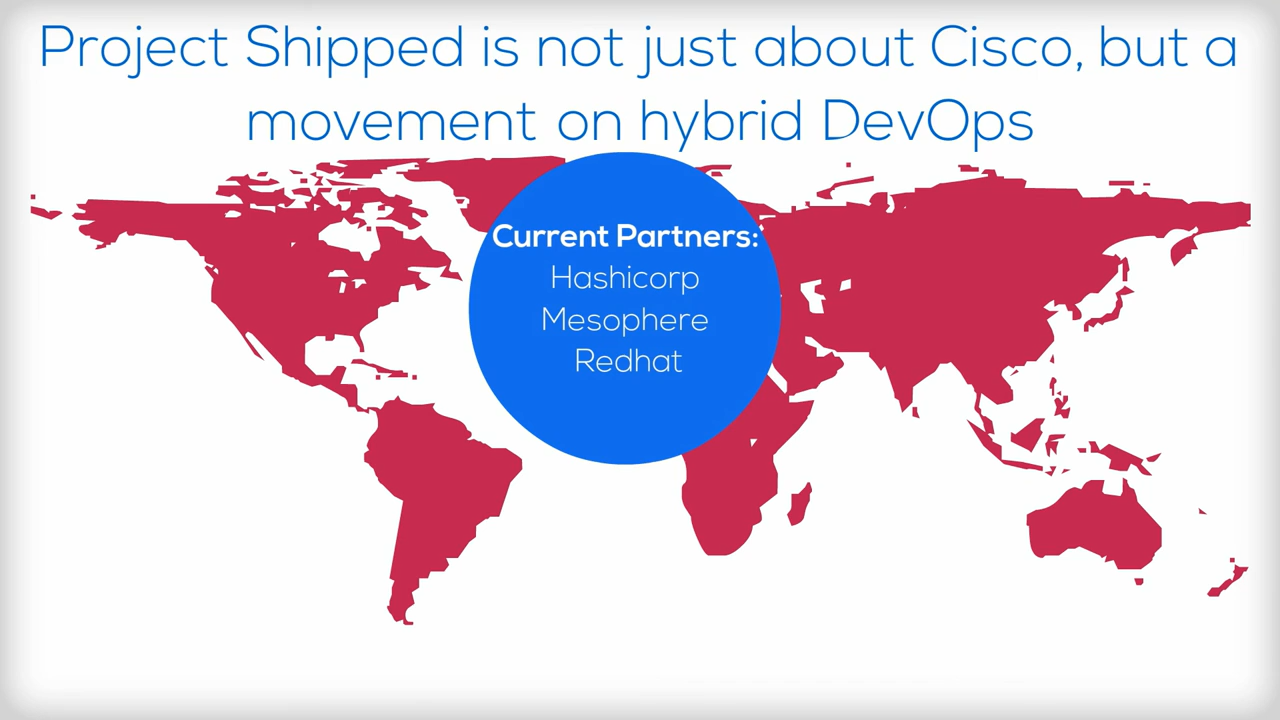 Project Shipped is not just about Cisco, but a
movement on hybrid DevOps
Current Partners:
Hashicorp
Mesophere
Redhat